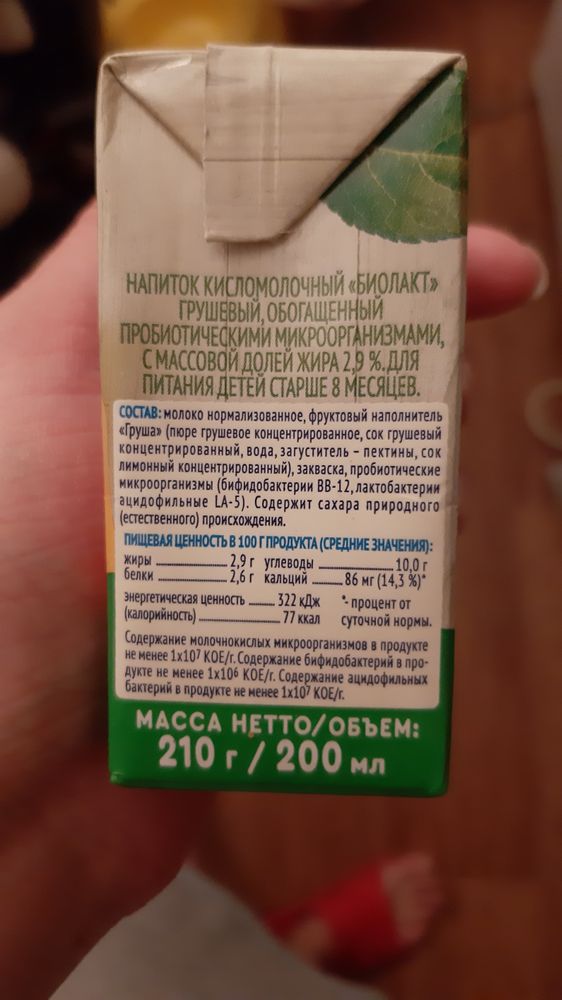 НАПИТОК КИСЛОМОЛОЧНЫЙ «БИОЛАКТ»
ГРУШЕВЫЙ, ОБОГАЩЕННЫЙ
ПРОБИОТИЧЕСКИМИ МИКРООРГАНИЗМАМИ,
С МАССОВОЙ ДОЛЕЙ ЖИРА 2,9 %. ДЛЯ
ПИТАНИЯ ДЕТЕЙ СТАРШЕ 8 МЕСЯЦЕВ.
СОСТАВ: молоко нормализованное, фруктовый наполнитель
«Груша» (пюре грушевое концентрированное, сок грушевый
концентрированный, вода, загуститель – пектины, сок
лимонный концентрированный), закваска, пробиотические
микроорганизмы (бифидобактерии BB-12, лактобактерии
ацидофильные LA-5). Содержит сахара природного
(естественного) происхождения.
ПИЩЕВАЯ ЦЕННОСТЬ В 100 Г ПРОДУКТА (СРЕДНИЕ ЗНАЧЕНИЯ):
жиры 2,9 г углеводы 10,0 г
белки 2,6 г кальций 86 мг (14,3 %)*
энергетическая ценность 322 кДж *- процент от
(калорийность) 77 ккал суточной нормы.
Содержание молочнокислых микроорганизмов в продукте
не менее 1х10⁷ КОЕ/г. Содержание бифидобактерий в про-
дукте не менее 1х10⁶ КОЕ/г. Содержание ацидофильных
бактерий в продукте не менее 1х10⁷ КОЕ/г.
МАССА НЕТТО/ОБЪЕМ:
210 г / 200 мл